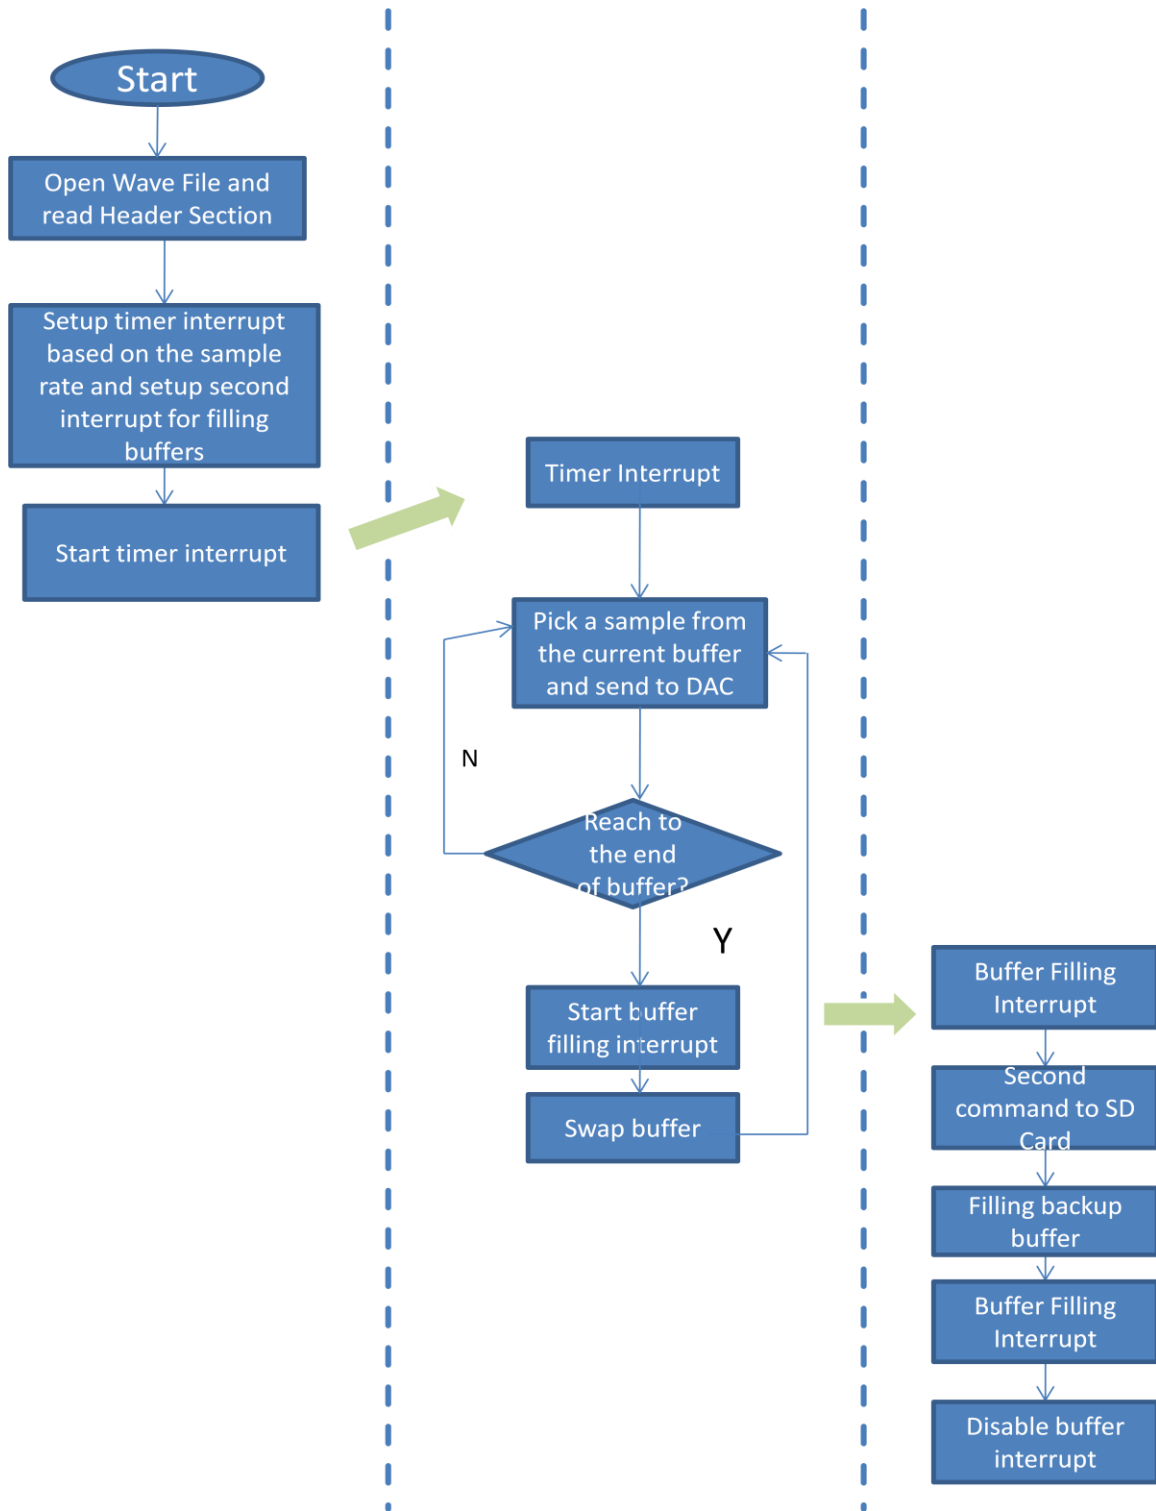 Start
Open Wave File and
read Header Section
Setup timer interrupt
based on the sample
rate and setup second
interrupt for filling
buffers
Start timer interrupt
Timer Interrupt
Pick a sample from
the current buffer
and send to DAC
N
Reach to
the end
of buffer?
Y
Start buffer
filling interrupt
Swap buffer
Buffer Filling
Interrupt
Second
command to SD
Card
Filling backup
buffer
Buffer Filling
Interrupt
Disable buffer
interrupt